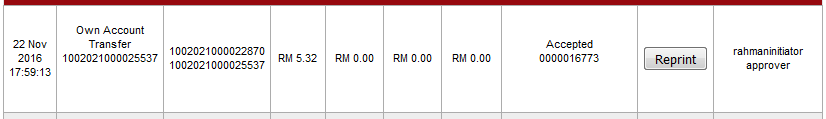 22 Nov
2016
17:59:13
Own Account
Transfer
1002021000025537
1002021000022870
1002021000025537
RM 5.32
RM 0.00
RM 0.00
RM 0.00
Accepted
0000016773
Reprint
rahmaninitiator
approver